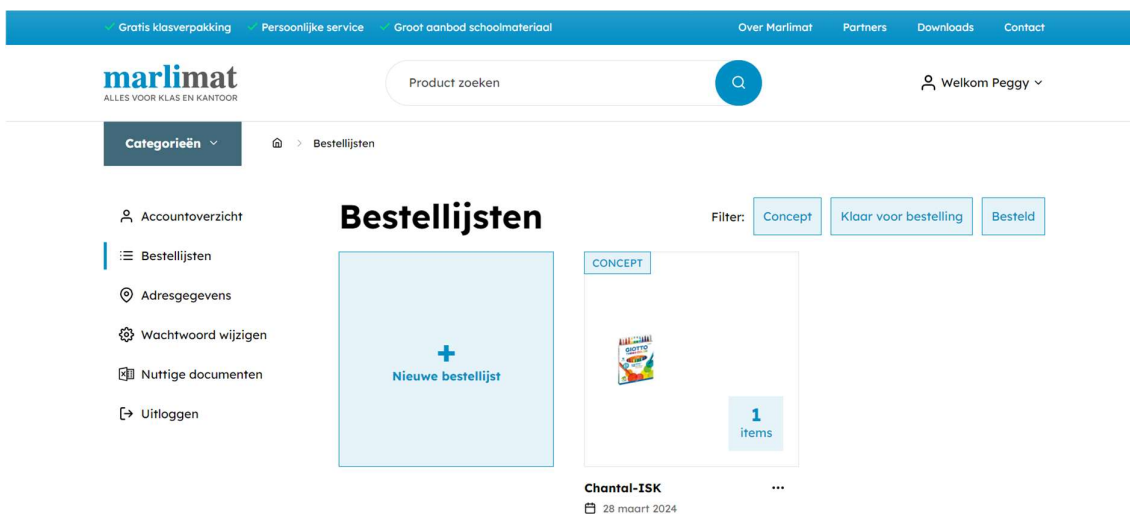 Gratis klasverpakking Persoonlijke service Groot aanbod schoolmateriaal Over Marlimat Partners Downloads Contact
marlimat
ALLES VOOR KLAS EN KANTOOR
Product zoeken
Welkom Peggy
Categorieën
Bestellijsten
Accountoverzicht
Bestellijsten
Adresgegevens
Wachtwoord wijzigen
Nuttige documenten
Uitloggen
Bestellijsten
Filter: Concept Klaar voor bestelling Besteld
+
Nieuwe bestellijst
CONCEPT
GIOTTO
1
items
Chantal-ISK
28 maart 2024